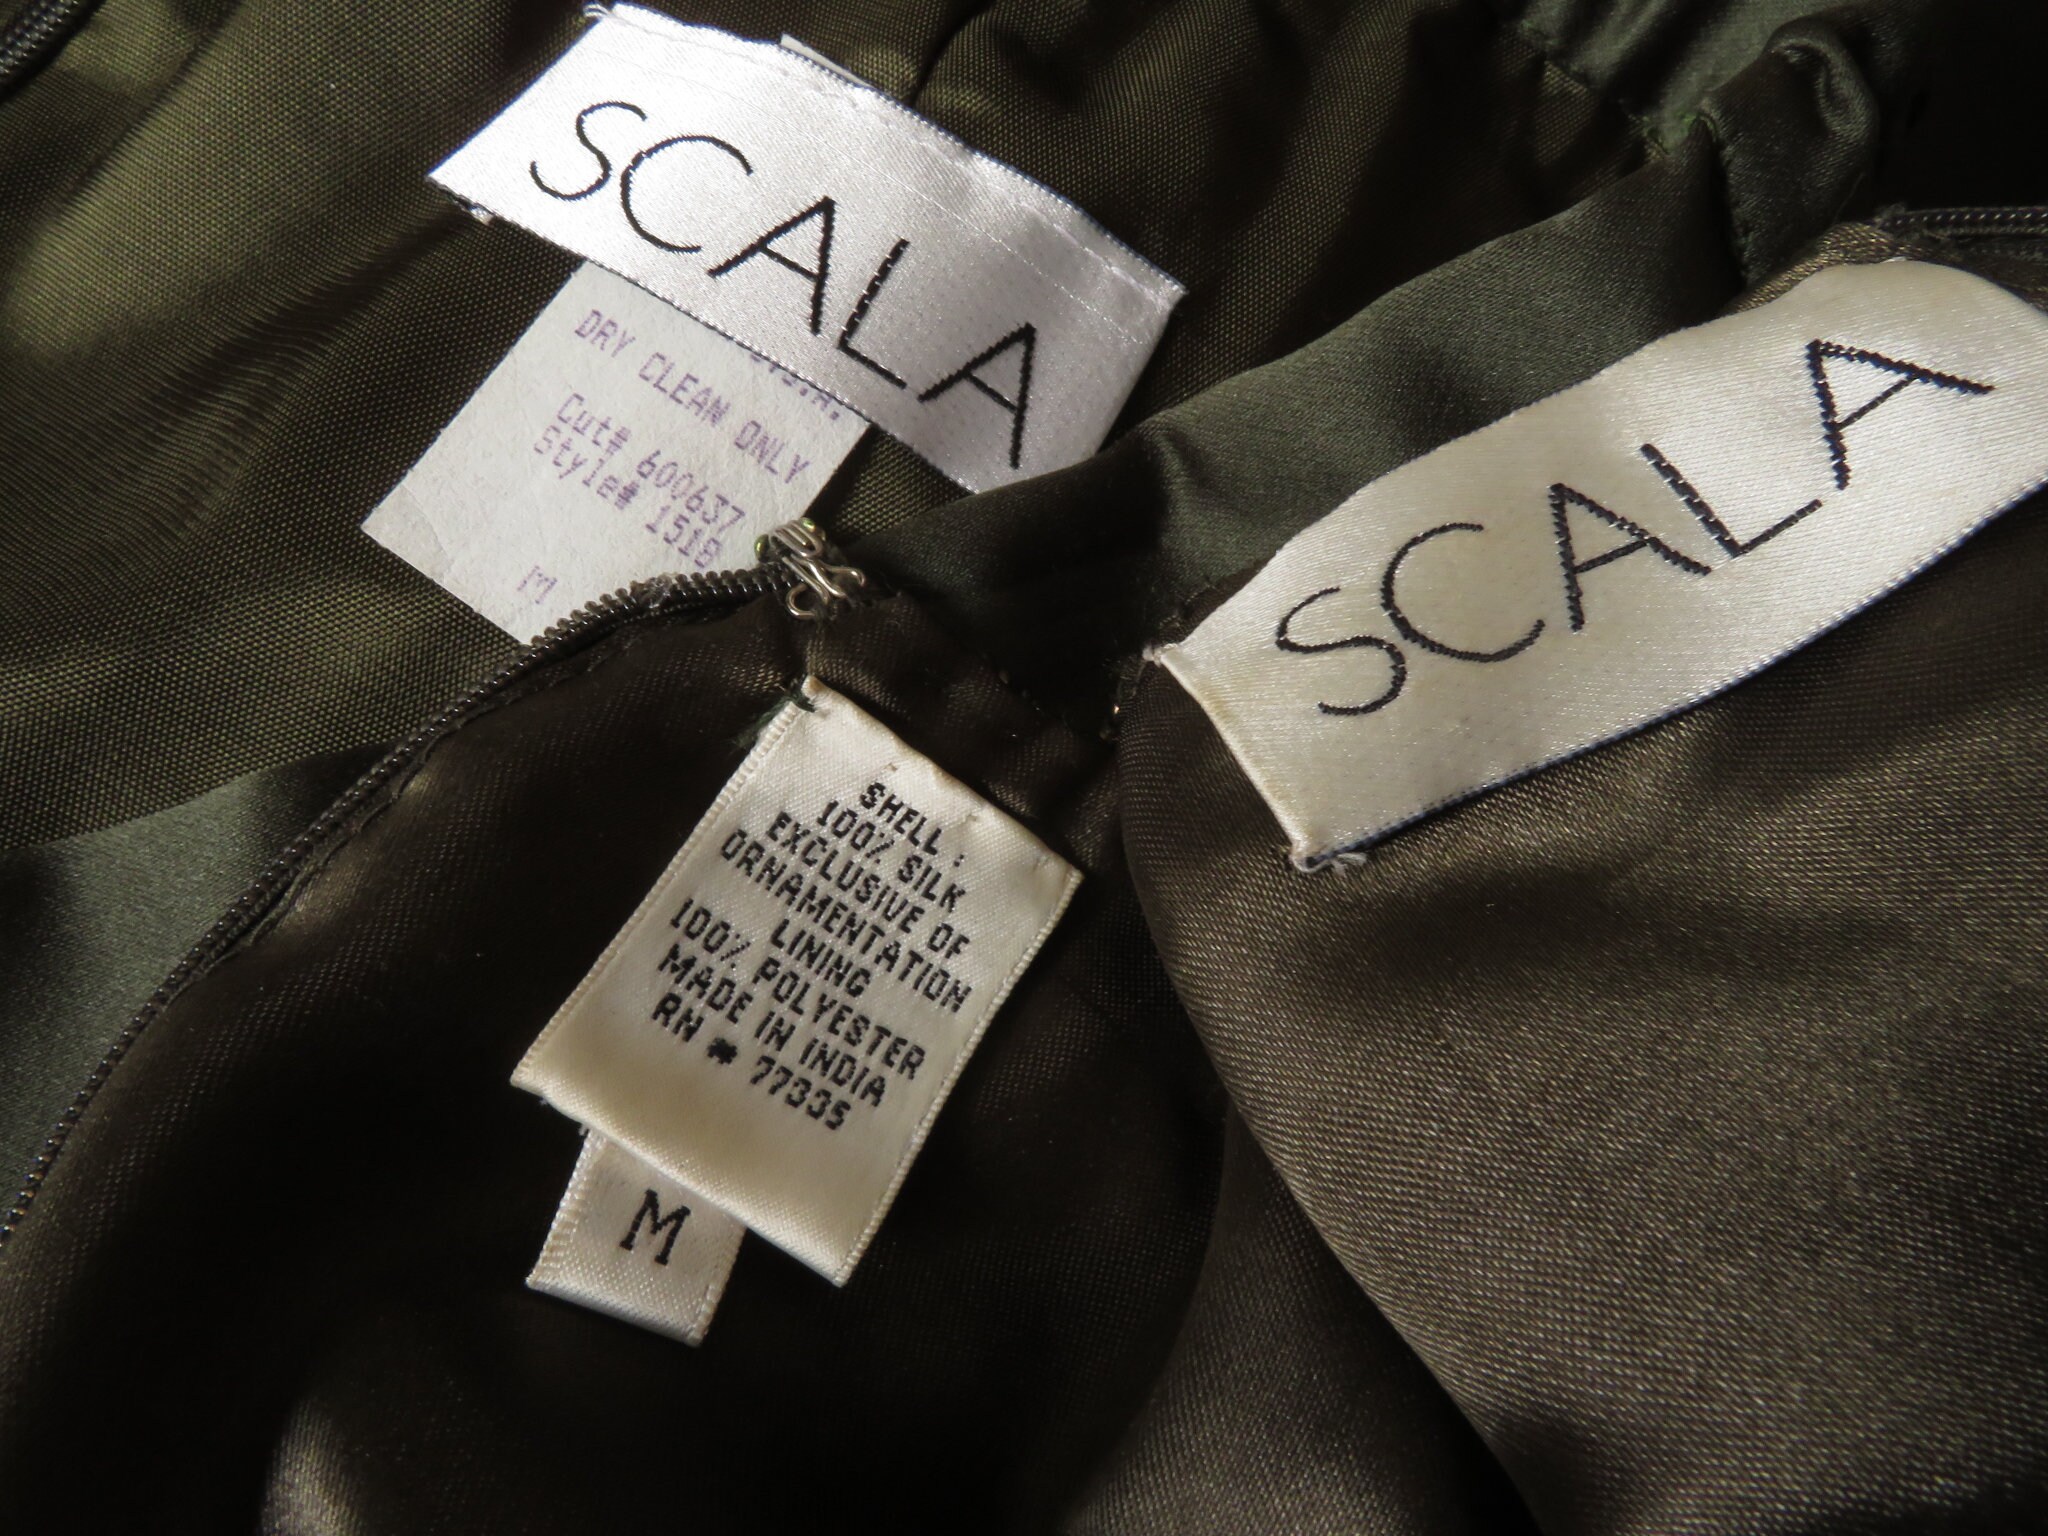 SCALA
DRY CLEAN ONLY
Cut# 600637
Style# 1518
M
SCALA
SHELL:
100% SILK
EXCLUSIVE OF
ORNAMENTATION
LINING
100% POLYESTER
MADE IN INDIA
RN # 77335
M